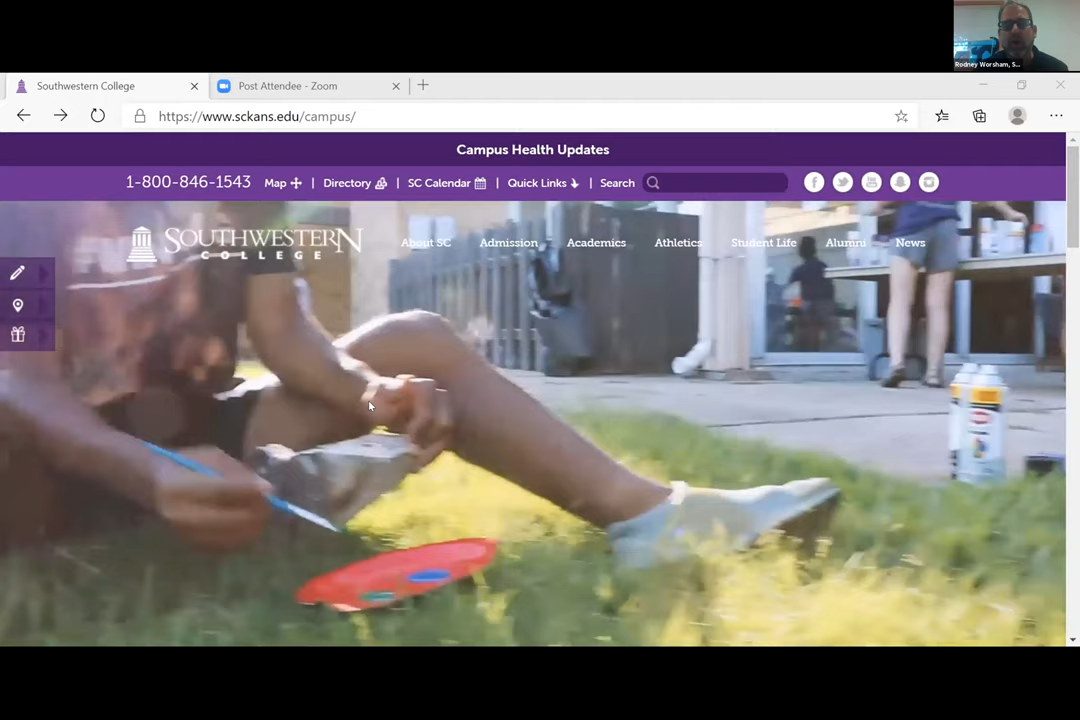 Rodney Worsham, S...
Southwestern College
Post Attendee - Zoom
https://www.sckans.edu/campus/
Campus Health Updates
1-800-846-1543 Map | Directory | SC Calendar | Quick Links | Search
SOUTHWESTERN
COLLEGE
About SC Admission Academics Athletics Student Life Alumni News